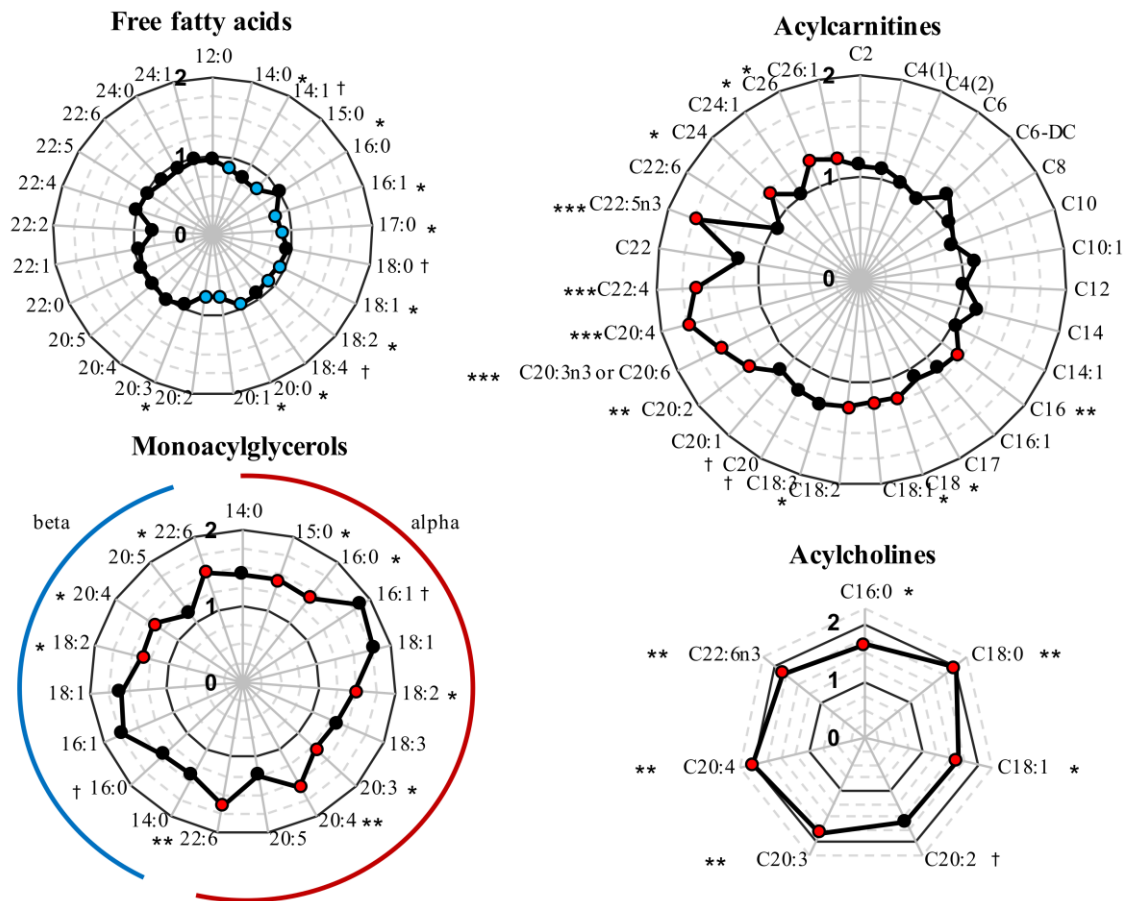 Free fatty acids
12:0
14:0 *
14:1 †
15:0 *
16:0
16:1 *
17:0 *
18:0 †
18:1 *
18:2 *
18:4 †
20:0 *
20:1 *
20:2
20:3 *
20:4
20:5
22:0
22:1
22:2
22:4
22:5
22:6
24:0
24:1
2
1
0
Acylcarnitines
C2
C4(1)
C4(2)
C6
C6-DC
C8
C10
C10:1
C12
C14
C14:1
C16 **
C16:1
C17
C18 *
C18:1 *
C18:2
C18:3 *
C20 †
C20:1 †
C20:2 **
C20:3n3 or C20:6 ***
C20:4 ***
C22:4 ***
C22
C22:5n3 ***
C22:6
C24 *
C24:1 *
C26 *
C26:1
2
1
0
Monoacylglycerols
beta
alpha
14:0
15:0 *
16:0 *
16:1 †
18:1
18:2 *
18:3
20:3 *
20:4 **
20:5
22:6 **
14:0
16:0 †
16:1
18:1
18:2 *
20:4 *
20:5
22:6 *
2
1
0
Acylcholines
C16:0 *
C18:0 **
C18:1 *
C20:2 †
C20:3 **
C20:4 **
C22:6n3 **
2
1
0